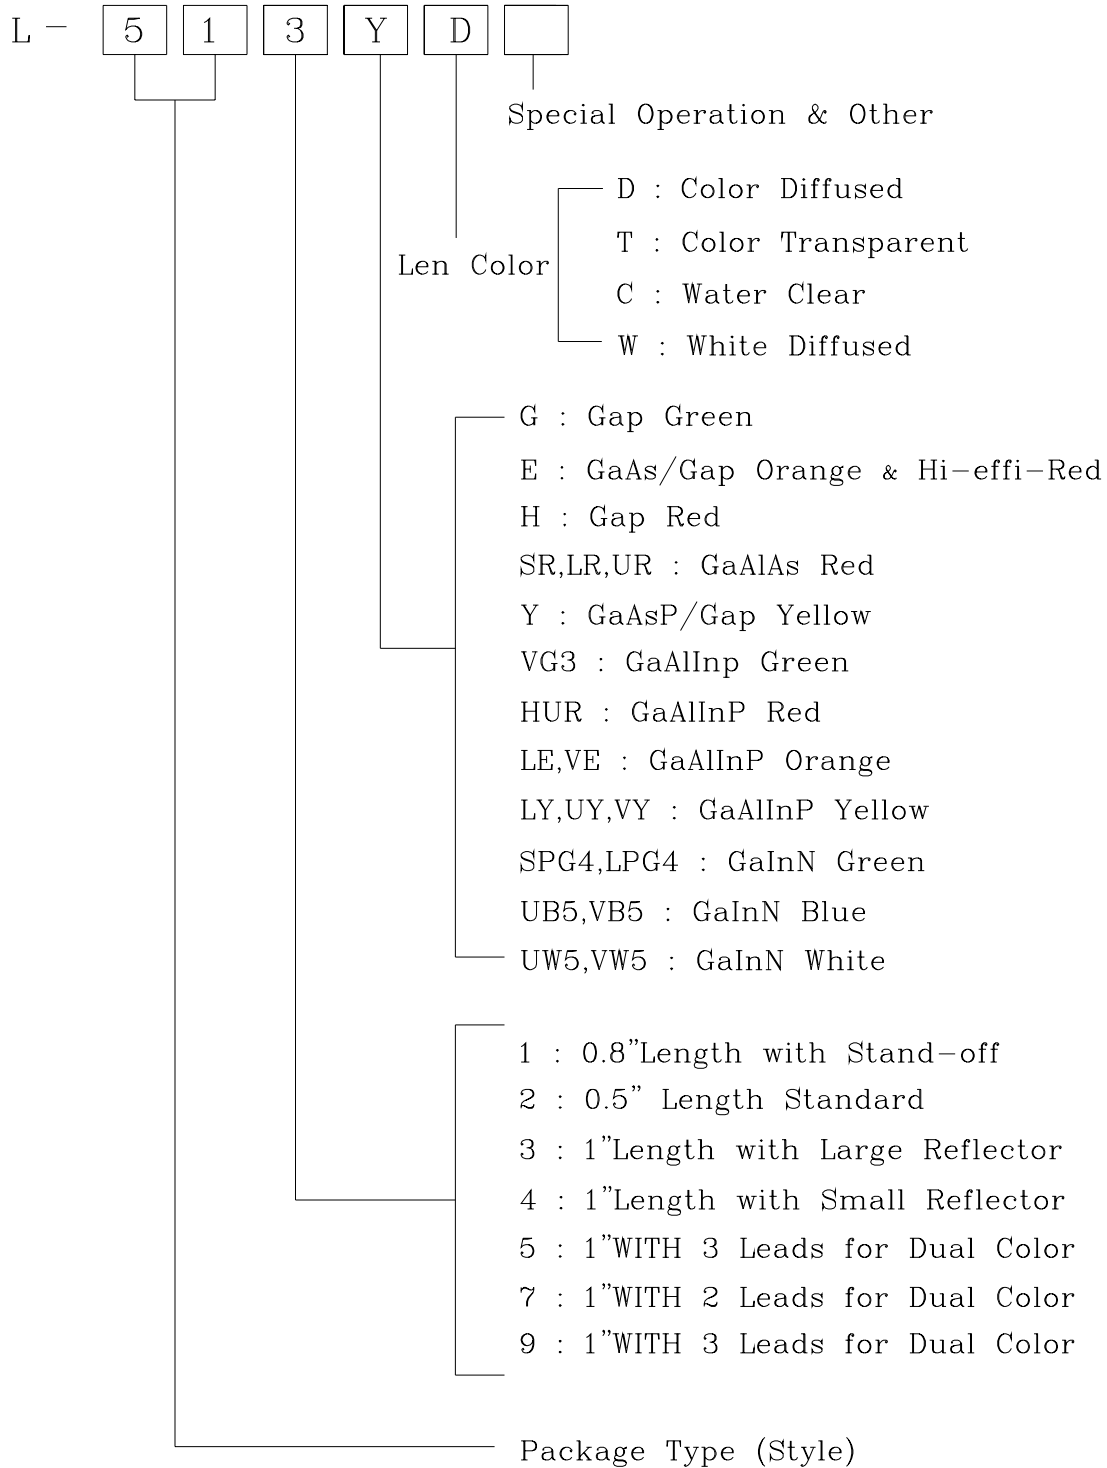 L- 5 1 3 Y D
Special Operation & Other
D : Color Diffused
T : Color Transparent
Len Color
C : Water Clear
W : White Diffused
G : Gap Green
E : GaAs/Gap Orange & Hi-effi-Red
H : Gap Red
SR,LR,UR : GaAlAs Red
Y : GaAsP/Gap Yellow
VG3 : GaAlInp Green
HUR : GaAlInP Red
LE,VE : GaAlInP Orange
LY,UY,VY : GaAlInP Yellow
SPG4,LPG4 : GaInN Green
UB5,VB5 : GaInN Blue
UW5,VW5 : GaInN White
1 : 0.8"Length with Stand-off
2 : 0.5" Length Standard
3 : 1"Length with Large Reflector
4 : 1"Length with Small Reflector
5 : 1"WITH 3 Leads for Dual Color
7 : 1"WITH 2 Leads for Dual Color
9 : 1"WITH 3 Leads for Dual Color
Package Type (Style)